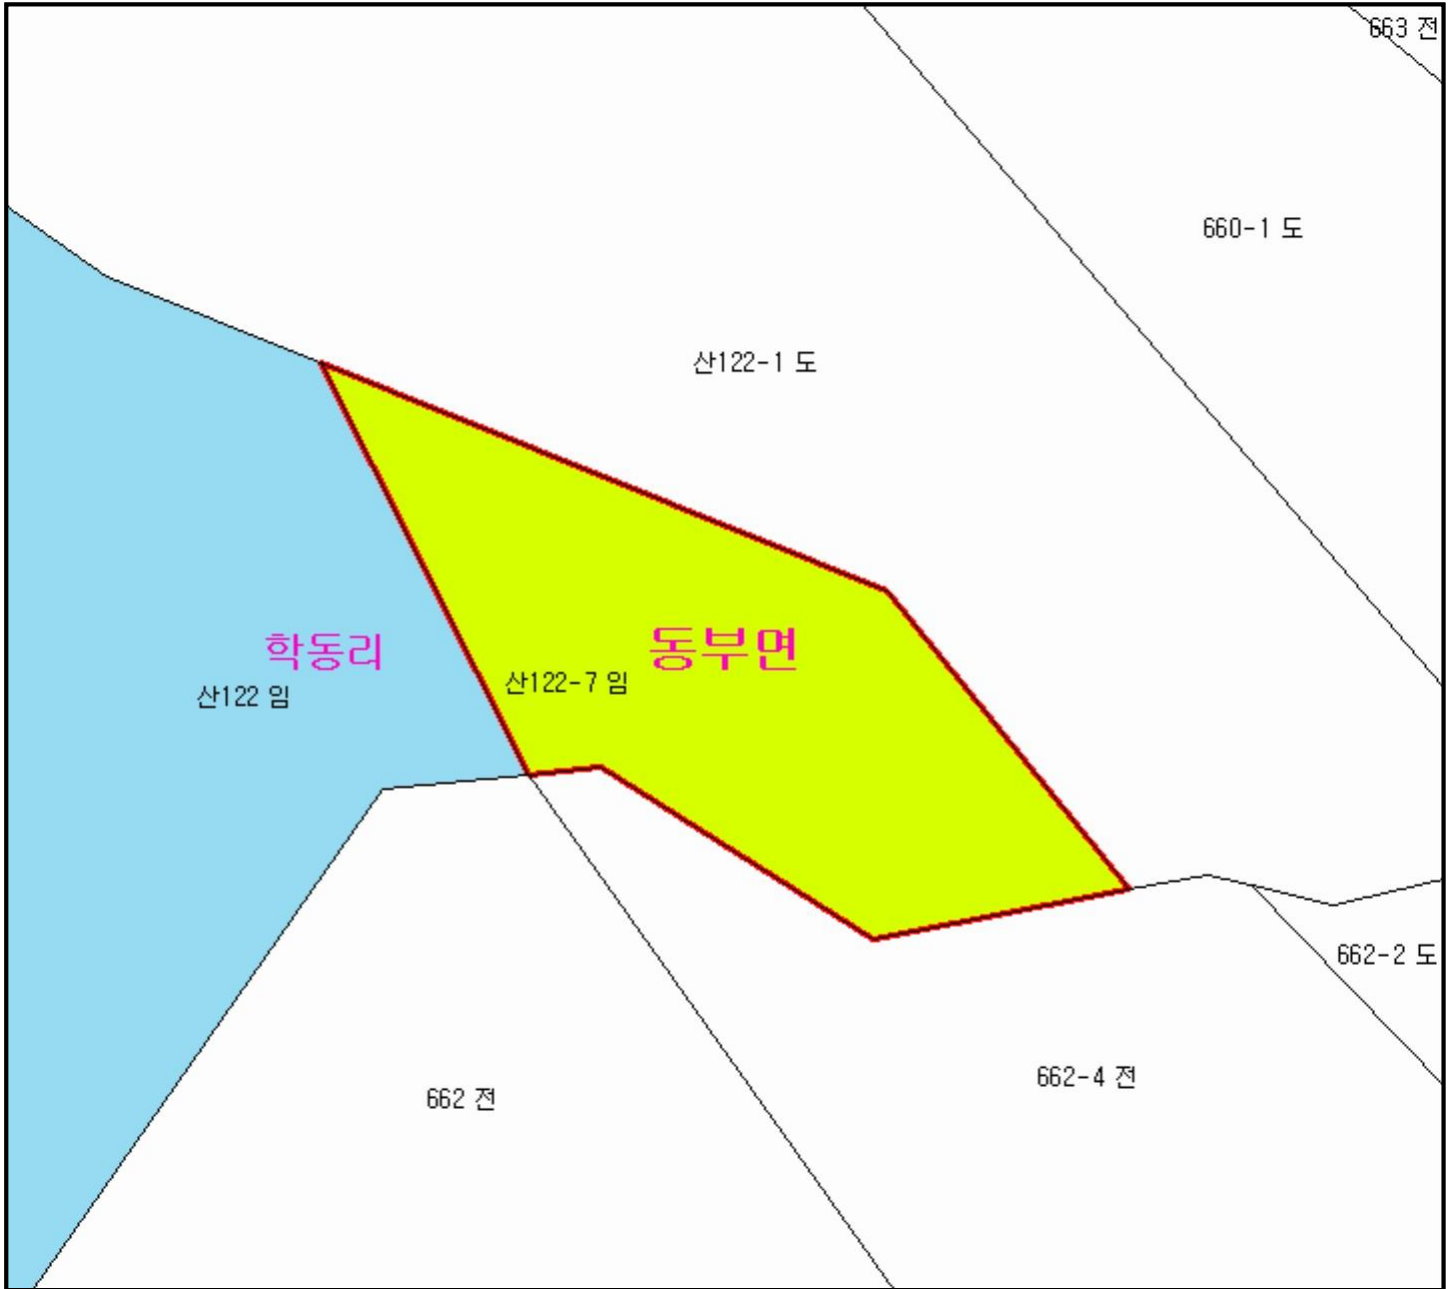 663 전
660-1 도
산122-1 도
학동리
동부면
산122 임
산122-7 임
662-2 도
662 전
662-4 전